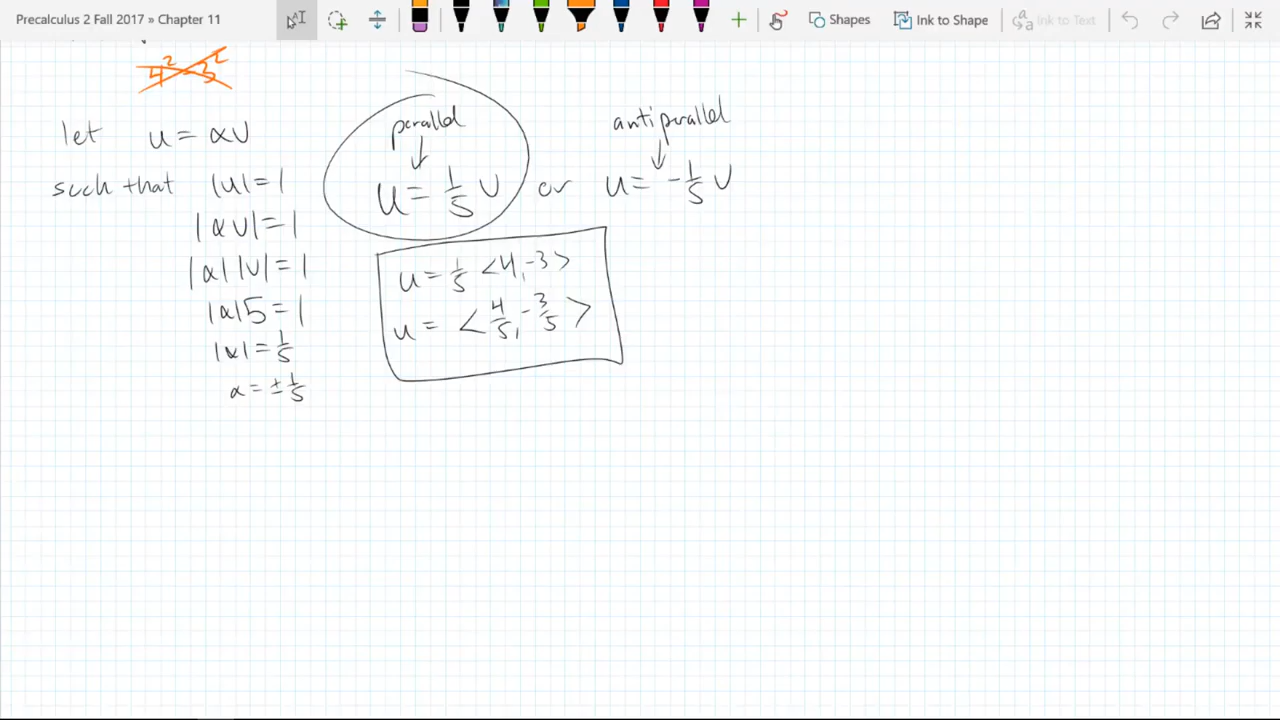 Precalculus 2 Fall 2017 » Chapter 11
Shapes
Ink to Shape
Ink to Text
4² - 3²
let u = αv
such that |u| = 1
|αv| = 1
|α||v| = 1
|α|5 = 1
|α| = 1/5
α = ± 1/5
parallel
u = 1/5 v or
antiparallel
u = -1/5 v
u = 1/5 <4, -3>
u = <4/5, -3/5>